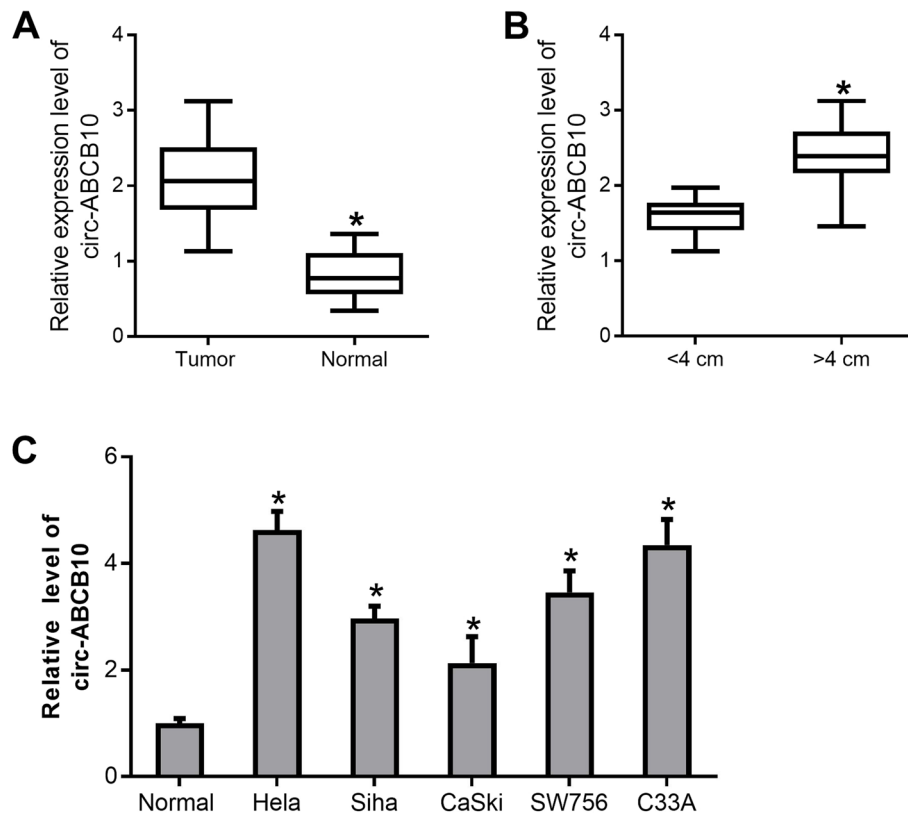 A
Relative expression level of
circ-ABCB10
4
3
2
1
0
*
Tumor
Normal
B
Relative expression level of
circ-ABCB10
4
3
2
1
0
*
<4 cm
>4 cm
C
Relative level of
circ-ABCB10
6
4
2
0
* * * * *
Normal Hela Siha CaSki SW756 C33A